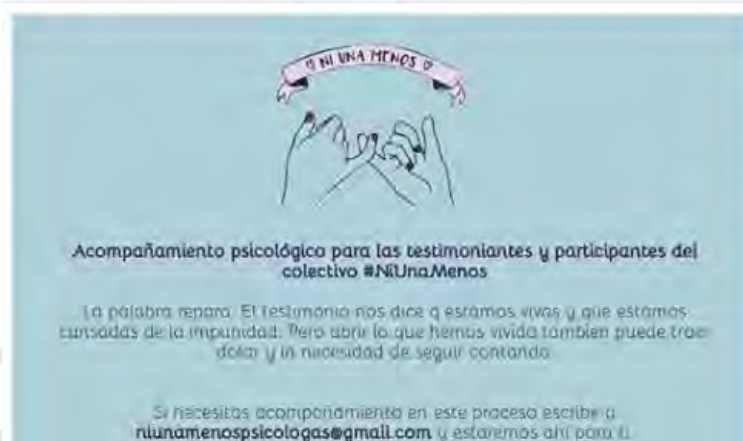 ♡ NI UNA MENOS ♡
Acompañamiento psicológico para las testimoniantes y participantes del
colectivo #NiUnaMenos
La palabra repara. El testimonio nos dice q estamos vivas y que estamos
cansadas de la impunidad. Pero abrir lo que hemos vivido tambien puede traer
dolor y la necesidad de seguir contando.
Si necesitas acompañamiento en este proceso escribe a
niunamenospsicologas@gmail.com y estaremos ahí para ti.